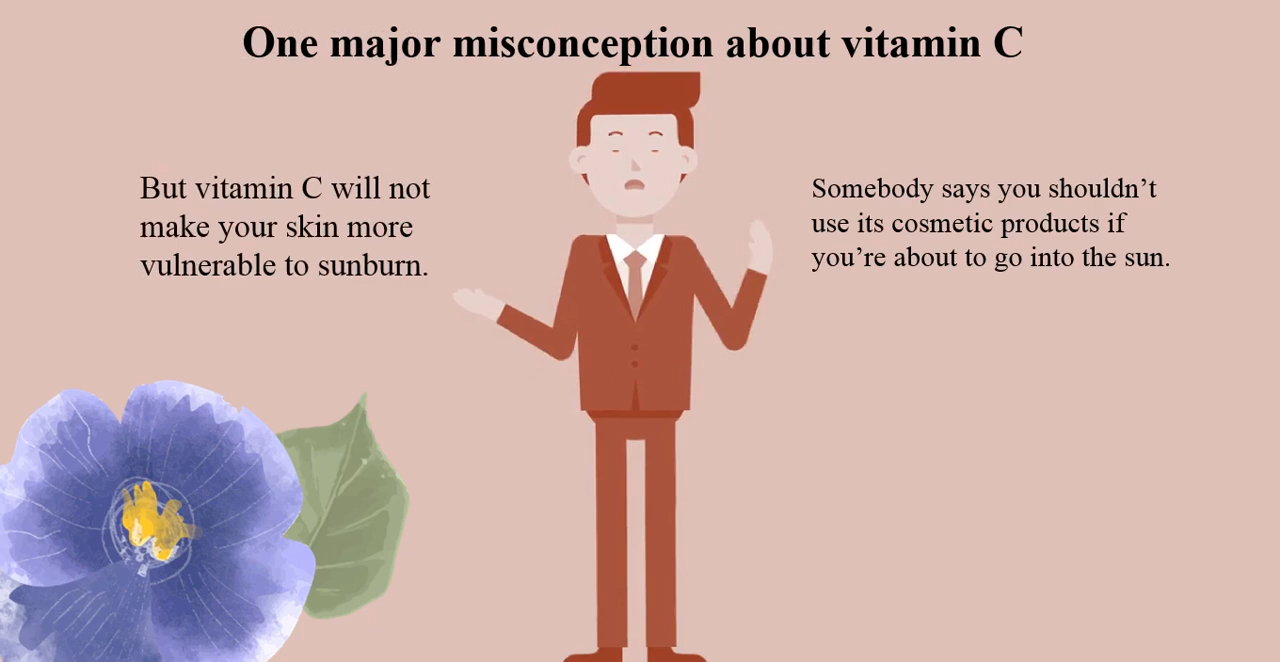 One major misconception about vitamin C
But vitamin C will not
make your skin more
vulnerable to sunburn.
Somebody says you shouldn’t
use its cosmetic products if
you’re about to go into the sun.